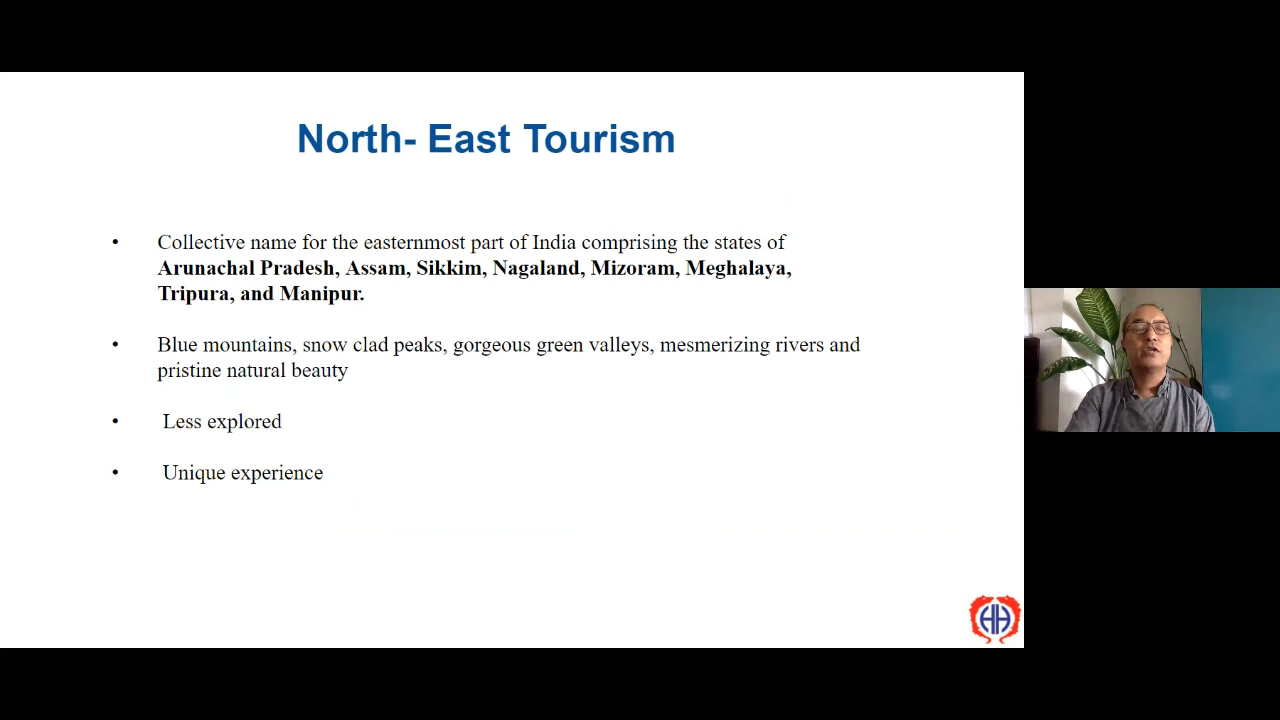 North- East Tourism
• Collective name for the easternmost part of India comprising the states of
Arunachal Pradesh, Assam, Sikkim, Nagaland, Mizoram, Meghalaya,
Tripura, and Manipur.
• Blue mountains, snow clad peaks, gorgeous green valleys, mesmerizing rivers and
pristine natural beauty
• Less explored
• Unique experience
HH